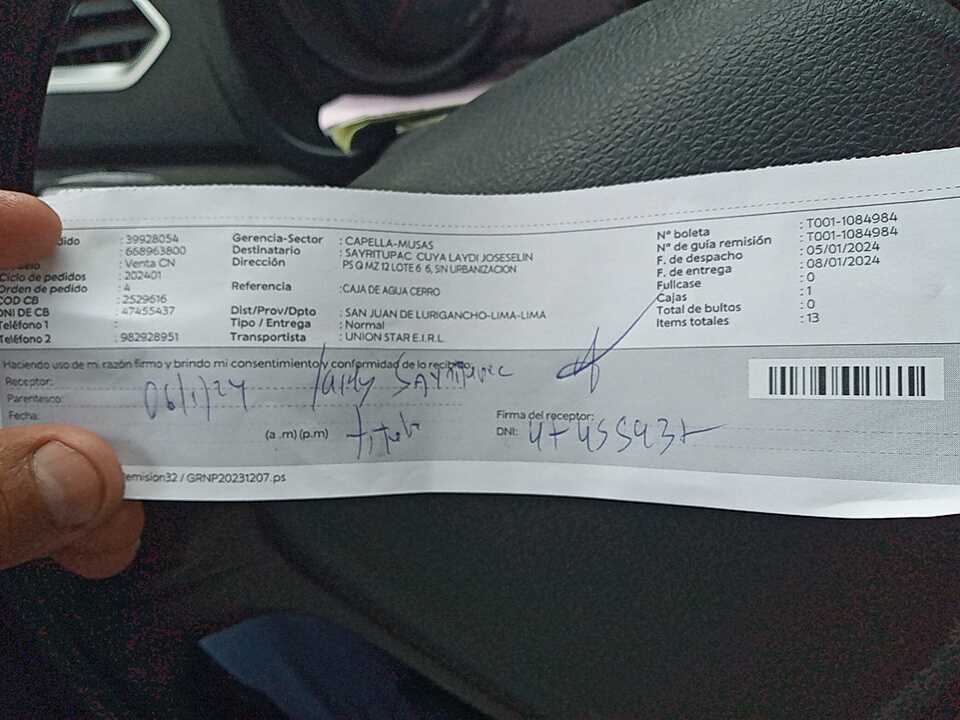 dido : 39928054
: 668963800
: Venta CN
Ciclo de pedidos : 202401
Orden de pedido : 4
COD CB : 2529616
DNI DE CB : 47455437
Teléfono 1 :
Teléfono 2 : 982928951
Gerencia-Sector : CAPELLA-MUSAS
Destinatario : SAYRITUPAC CUYA LAYDI JOSESELIN
Dirección PS Q MZ 12 LOTE 6 6, SIN URBANIZACION
Referencia : CAJA DE AGUA CERRO
Dist/Prov/Dpto : SAN JUAN DE LURIGANCHO-LIMA-LIMA
Tipo / Entrega : Normal
Transportista : UNION STAR E.I.R.L.
N° boleta : T001-1084984
N° de guía remisión : T001-1084984
F. de despacho : 05/01/2024
F. de entrega : 08/01/2024
Fullcase : 0
Cajas : 1
Total de bultos : 0
Items totales : 13
Haciendo uso de mi razón firmo y brindo mi consentimiento y conformidad de lo
Receptor: Sayritupac
Parentesco:
Fecha: 06/1/24
(a .m) (p.m)
Firma del receptor:
DNI:
emision32 / GRNP20231207.ps